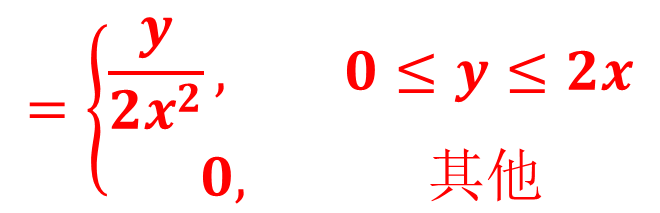 = { y/2x², 0 ≤ y ≤ 2x
0, 其他